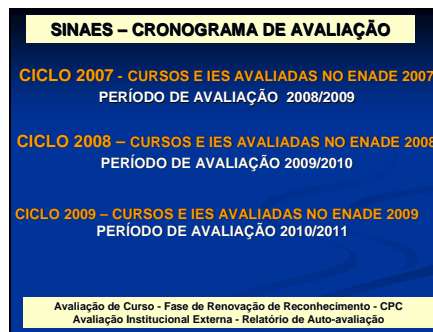 SINAES – CRONOGRAMA DE AVALIAÇÃO
CICLO 2007 - CURSOS E IES AVALIADAS NO ENADE 2007
PERÍODO DE AVALIAÇÃO 2008/2009
CICLO 2008 – CURSOS E IES AVALIADAS NO ENADE 2008
PERÍODO DE AVALIAÇÃO 2009/2010
CICLO 2009 – CURSOS E IES AVALIADAS NO ENADE 2009
PERÍODO DE AVALIAÇÃO 2010/2011
Avaliação de Curso - Fase de Renovação de Reconhecimento - CPC
Avaliação Institucional Externa - Relatório de Auto-avaliação